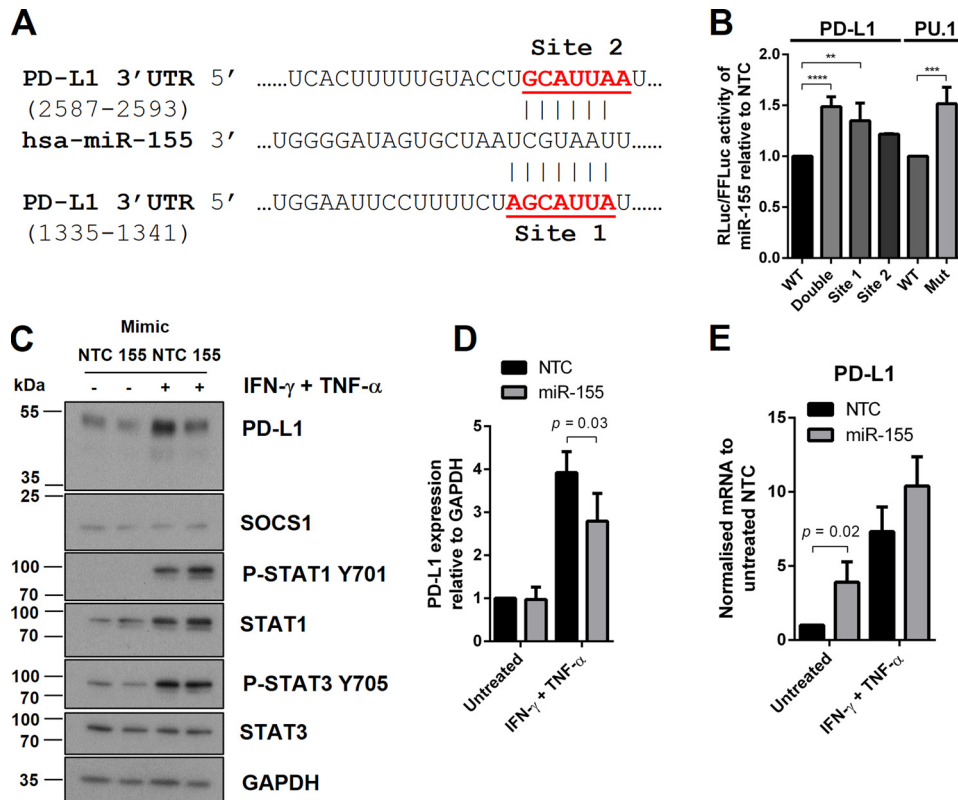 A
Site 2
PD-L1 3'UTR 5' ......UCACUUUUUGUACCUGCAUUAAU......
(2587-2593)
| | | | | |
hsa-miR-155 3' ...UGGGGAUAGUGCUAAUCGUAAUU......
| | | | | | |
PD-L1 3'UTR 5' ...UGGAAUUCCUUUUCUAGCAUUAU......
(1335-1341)
Site 1
B
PD-L1 PU.1
RLuc/FFLuc activity of
miR-155 relative to NTC
2.0
1.5
1.0
0.5
0.0
**
****
***
WT Double Site 1 Site 2 WT Mut
C
Mimic
NTC 155 NTC 155
kDa - - + + IFN-γ + TNF-α
55
PD-L1
35
25
SOCS1
100
P-STAT1 Y701
70
100
STAT1
70
100
P-STAT3 Y705
70
100
STAT3
70
35
GAPDH
D
NTC
miR-155
PD-L1 expression
relative to GAPDH
5
4
3
2
1
0
p = 0.03
Untreated IFN-γ + TNF-α
E
PD-L1
NTC
miR-155
Normalised mRNA to
untreated NTC
15
10
5
0
p = 0.02
Untreated IFN-γ + TNF-α